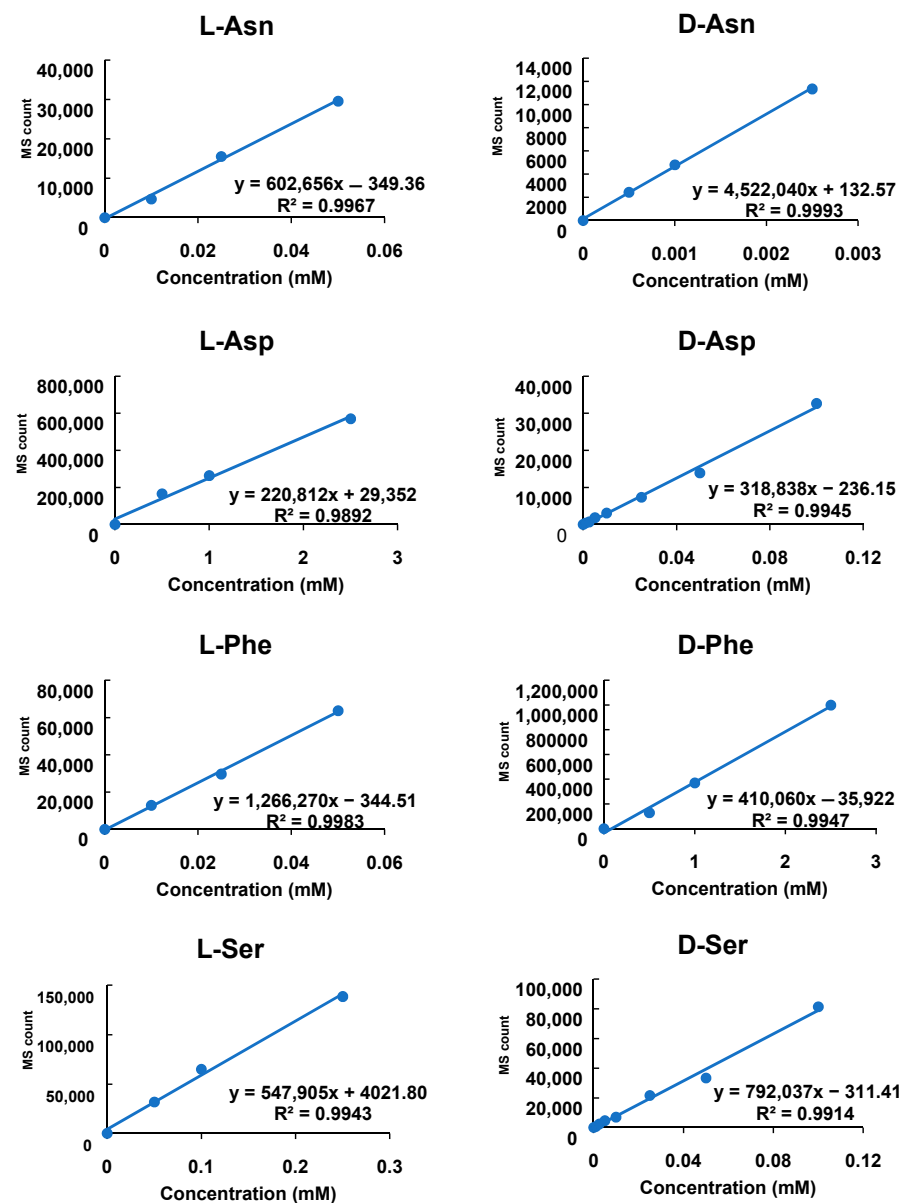 L-Asn
MS count
40,000
30,000
20,000
10,000
0
y = 602,656x – 349.36
R² = 0.9967
0 0.02 0.04 0.06
Concentration (mM)
D-Asn
MS count
14,000
12,000
10,000
8000
6000
4000
2000
0
y = 4,522,040x + 132.57
R² = 0.9993
0 0.001 0.002 0.003
Concentration (mM)
L-Asp
MS count
800,000
600,000
400,000
200,000
0
y = 220,812x + 29,352
R² = 0.9892
0 1 2 3
Concentration (mM)
D-Asp
MS count
40,000
30,000
20,000
10,000
0
y = 318,838x − 236.15
R² = 0.9945
0 0.04 0.08 0.12
Concentration (mM)
L-Phe
MS count
80,000
60,000
40,000
20,000
0
y = 1,266,270x − 344.51
R² = 0.9983
0 0.02 0.04 0.06
Concentration (mM)
D-Phe
MS count
1,200,000
1,000,000
800,000
600,000
400,000
200,000
0
y = 410,060x – 35,922
R² = 0.9947
0 1 2 3
Concentration (mM)
L-Ser
MS count
150,000
100,000
50,000
0
y = 547,905x + 4021.80
R² = 0.9943
0 0.1 0.2 0.3
Concentration (mM)
D-Ser
MS count
100,000
80,000
60,000
40,000
20,000
0
y = 792,037x − 311.41
R² = 0.9914
0 0.04 0.08 0.12
Concentration (mM)